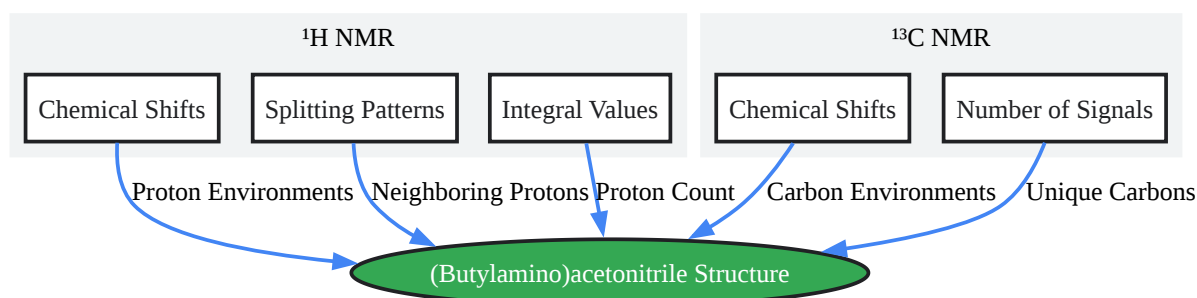 ¹H NMR
¹³C NMR
Chemical Shifts
Splitting Patterns
Integral Values
Chemical Shifts
Number of Signals
Proton Environments
Neighboring Protons
Proton Count
Carbon Environments
Unique Carbons
(Butylamino)acetonitrile Structure